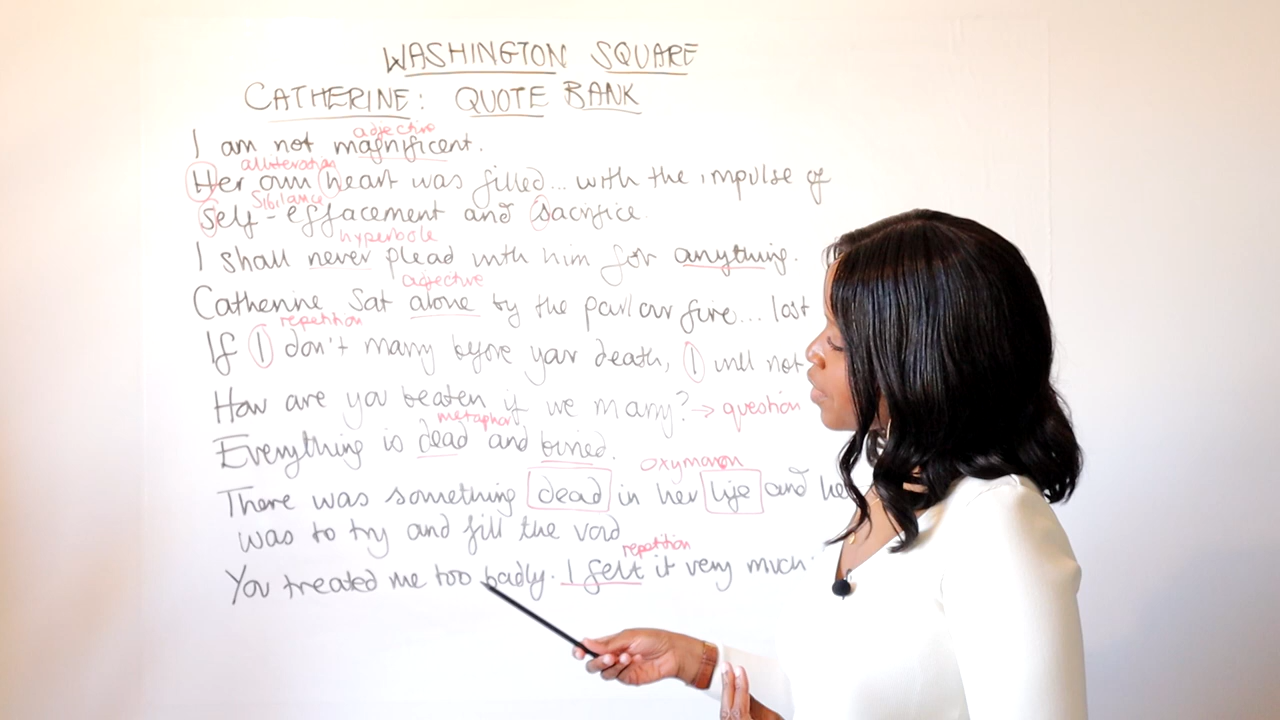 WASHINGTON SQUARE
CATHERINE: QUOTE BANK
adjective
I am not magnificent.
alliteration
Her own heart was filled... with the impulse of
Sibilance
Self-effacement and sacrifice.
hyperbole
I shall never plead with him for anything.
adjective
Catherine sat alone by the parlour fire... lost
repetition
If I don't marry before your death, I will not
How are you beaten if we marry? → question
metaphor
Everything is dead and buried.
oxymoron
There was something dead in her life and he
was to try and fill the void
repetition
You treated me too badly. I felt it very much.